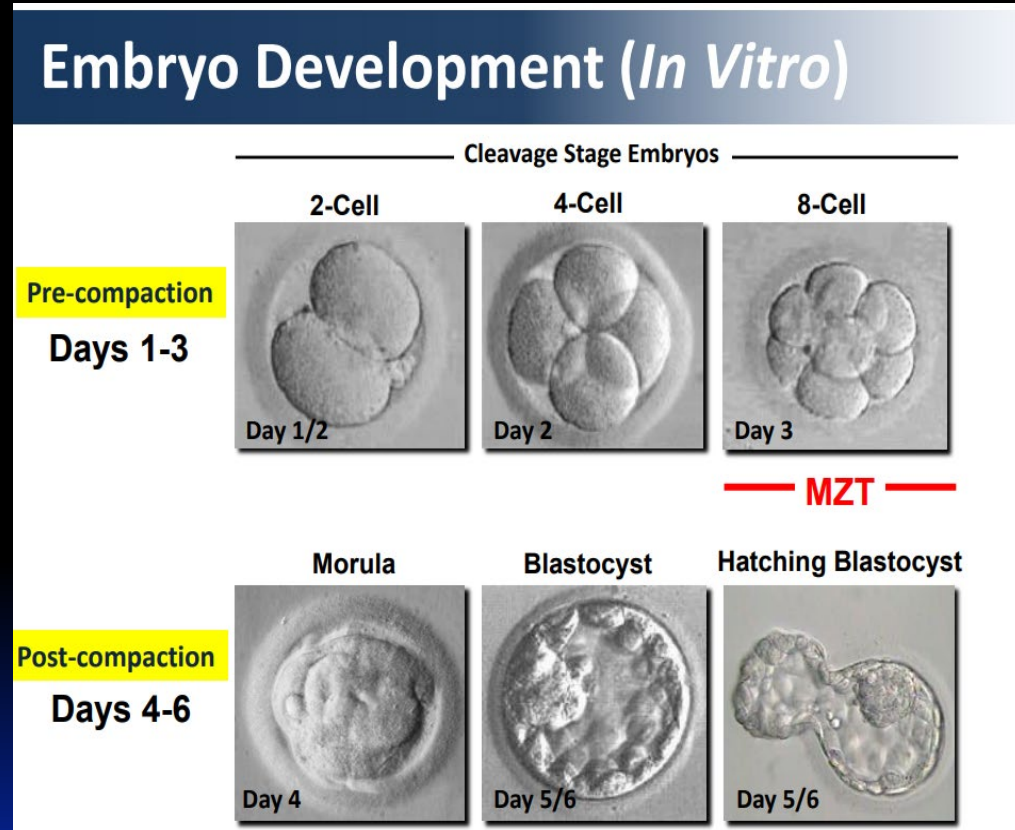 Embryo Development (In Vitro)
Cleavage Stage Embryos
2-Cell
4-Cell
8-Cell
Pre-compaction
Days 1-3
Day 1/2
Day 2
Day 3
MZT
Morula
Blastocyst
Hatching Blastocyst
Post-compaction
Days 4-6
Day 4
Day 5/6
Day 5/6